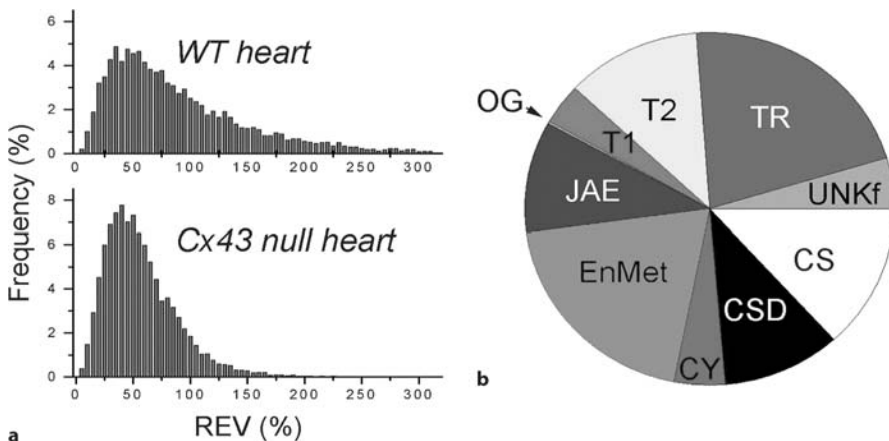 Frequency (%)
6
4
2
0
WT heart
0 50 100 150 200 250 300
8
6
4
2
0
Cx43 null heart
0 50 100 150 200 250 300
REV (%)
a
OG
T1
T2
TR
UNKf
JAE
EnMet
CY
CSD
CS
b